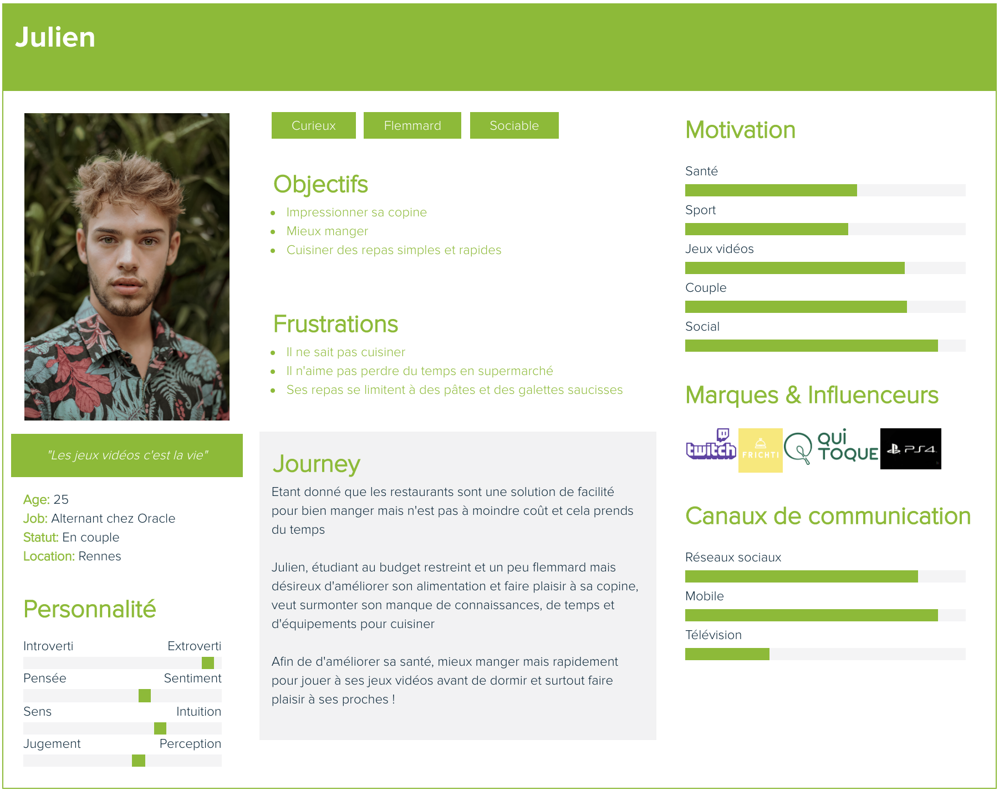 Julien
"Les jeux vidéos c'est la vie"
Age: 25
Job: Alternant chez Oracle
Statut: En couple
Location: Rennes
Personnalité
Introverti Extroverti
Pensée Sentiment
Sens Intuition
Jugement Perception
Curieux Flemmard Sociable
Objectifs
Impressionner sa copine
Mieux manger
Cuisiner des repas simples et rapides
Frustrations
Il ne sait pas cuisiner
Il n'aime pas perdre du temps en supermarché
Ses repas se limitent à des pâtes et des galettes saucisses
Journey
Etant donné que les restaurants sont une solution de facilité
pour bien manger mais n'est pas à moindre coût et cela prends
du temps
Julien, étudiant au budget restreint et un peu flemmard mais
désireux d'améliorer son alimentation et faire plaisir à sa copine,
veut surmonter son manque de connaissances, de temps et
d'équipements pour cuisiner
Afin de d'améliorer sa santé, mieux manger mais rapidement
pour jouer à ses jeux vidéos avant de dormir et surtout faire
plaisir à ses proches !
Motivation
Santé
Sport
Jeux vidéos
Couple
Social
Marques & Influenceurs
twitch
FRICHTI
QUI
TOQUE
PS4
Canaux de communication
Réseaux sociaux
Mobile
Télévision